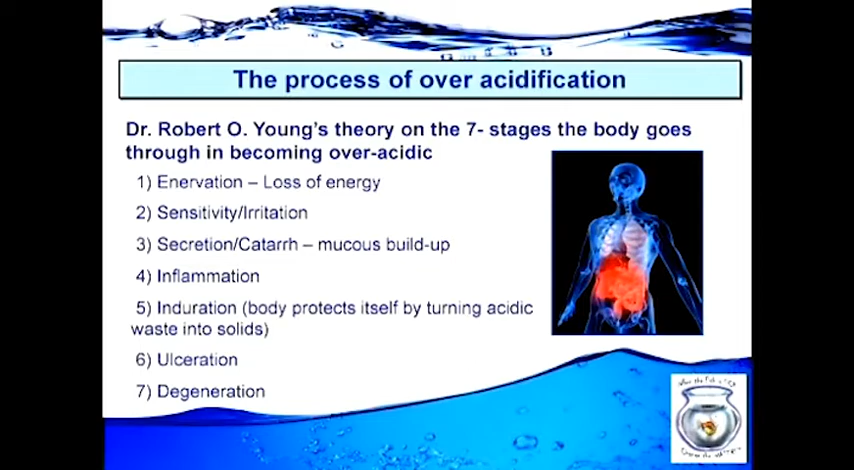 The process of over acidification
Dr. Robert O. Young's theory on the 7- stages the body goes
through in becoming over-acidic
1) Enervation – Loss of energy
2) Sensitivity/Irritation
3) Secretion/Catarrh – mucous build-up
4) Inflammation
5) Induration (body protects itself by turning acidic
waste into solids)
6) Ulceration
7) Degeneration